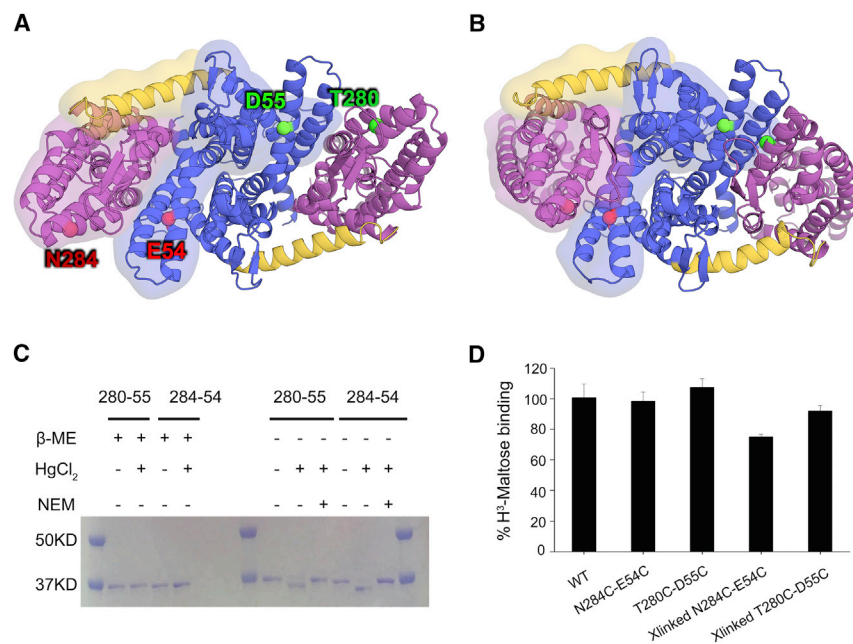 A
B
D55
T280
N284
E54
C
D
280-55 284-54 280-55 284-54
β-ME + + + + - - - - - -
HgCl2 - + - + - + + - + +
NEM - - - - - - + - - +
50KD
37KD
% H³-Maltose binding
120
100
80
60
40
20
0
WT
N284C-E54C
T280C-D55C
Xlinked N284C-E54C
Xlinked T280C-D55C